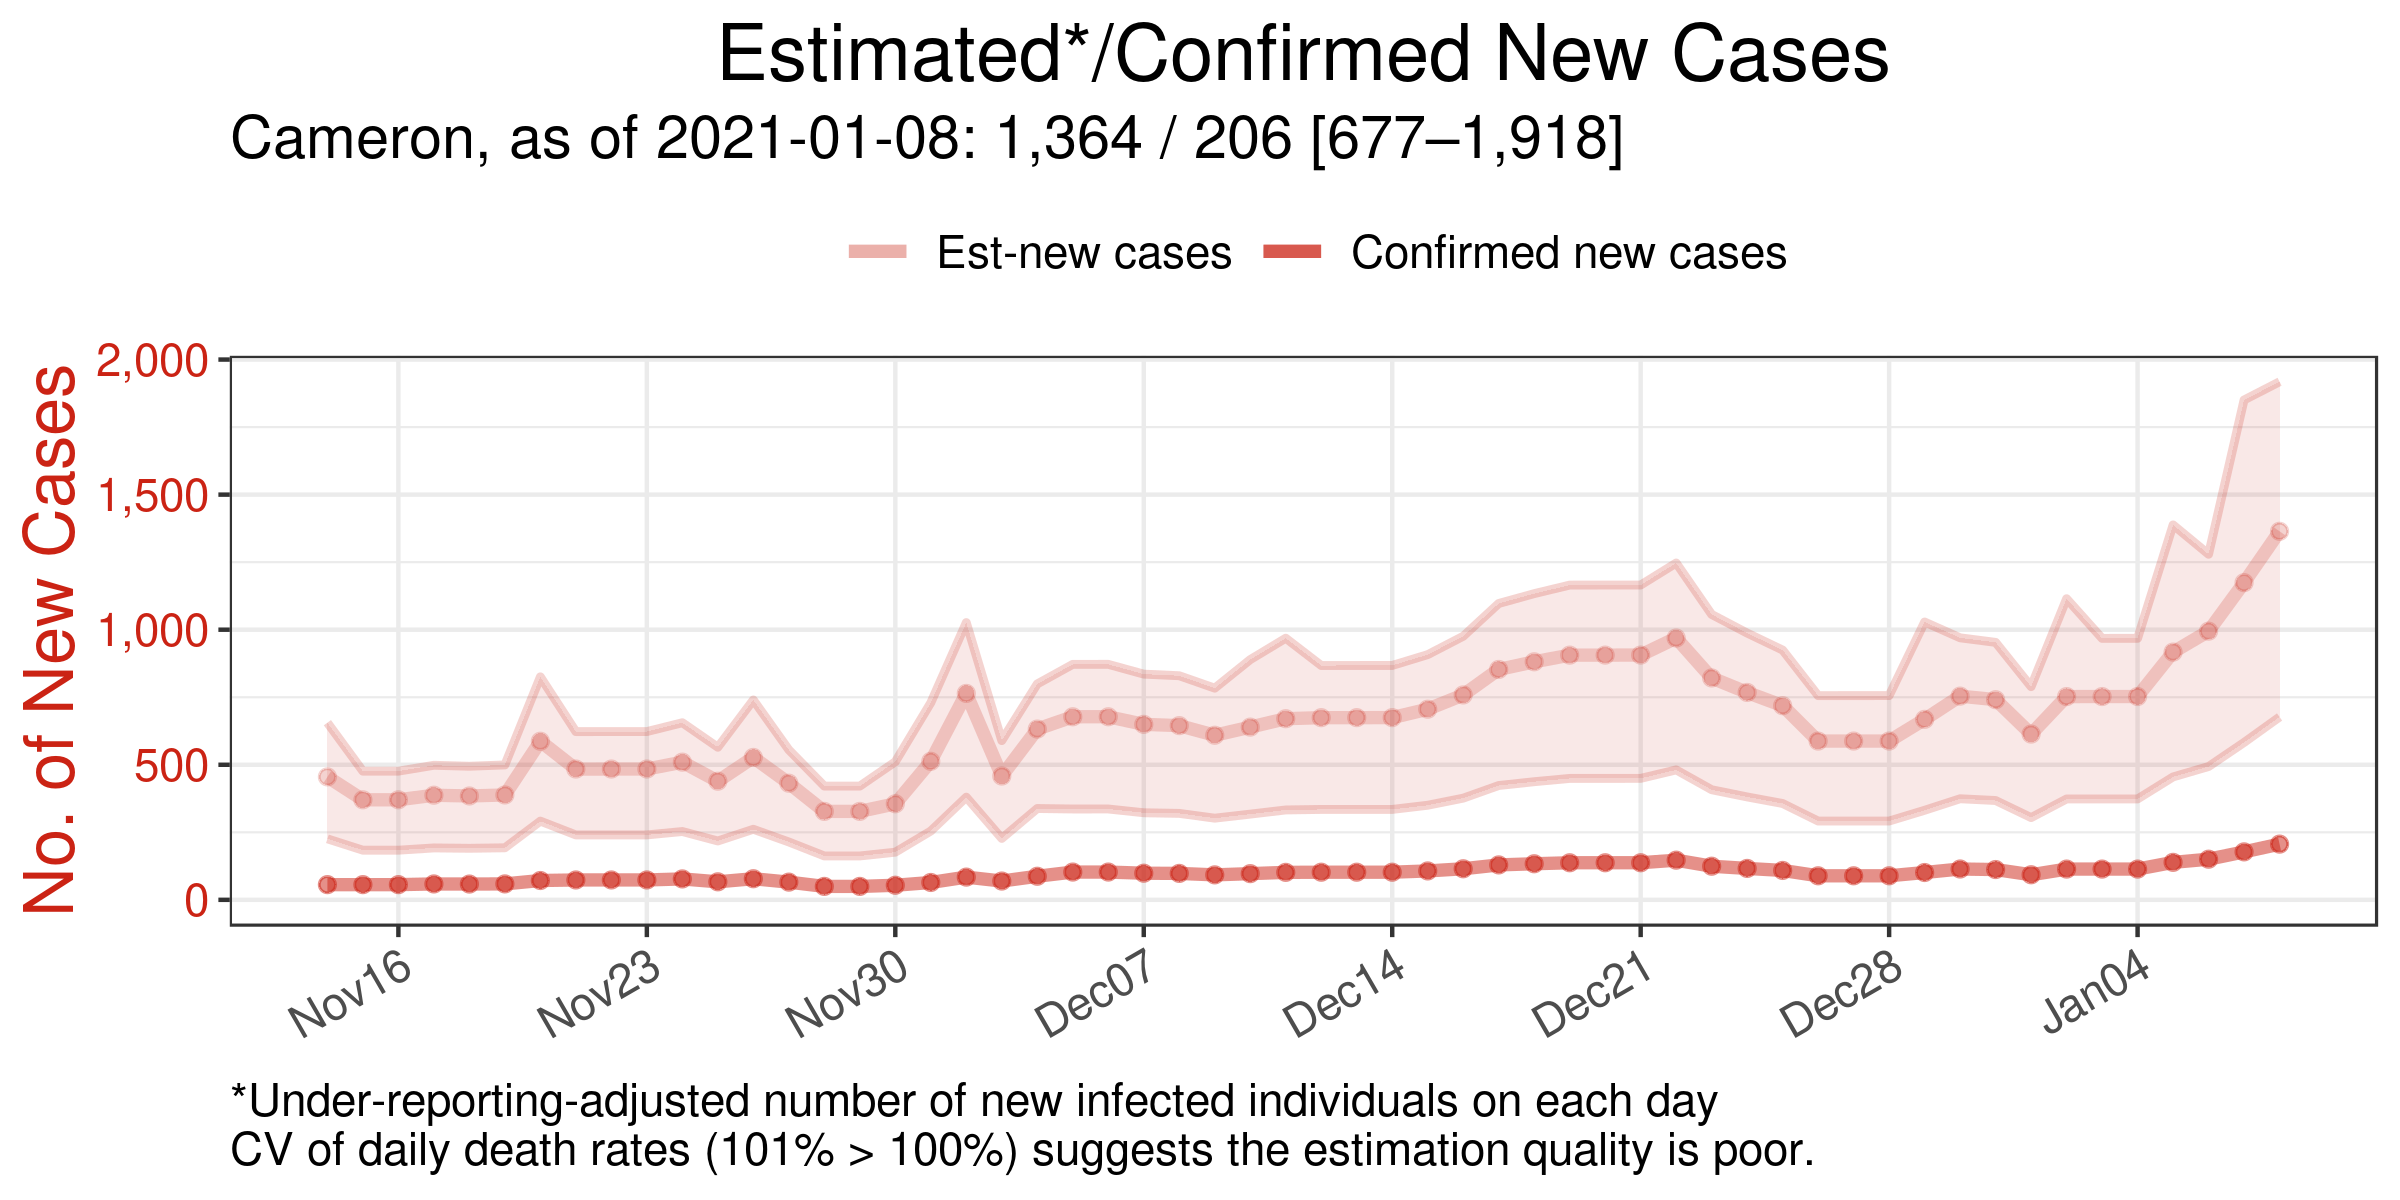 Estimated*/Confirmed New Cases
Cameron, as of 2021-01-08: 1,364 / 206 [677–1,918]
Est-new cases Confirmed new cases
No. of New Cases
2,000
1,500
1,000
500
0
Nov16 Nov23 Nov30 Dec07 Dec14 Dec21 Dec28 Jan04
*Under-reporting-adjusted number of new infected individuals on each day
CV of daily death rates (101% > 100%) suggests the estimation quality is poor.